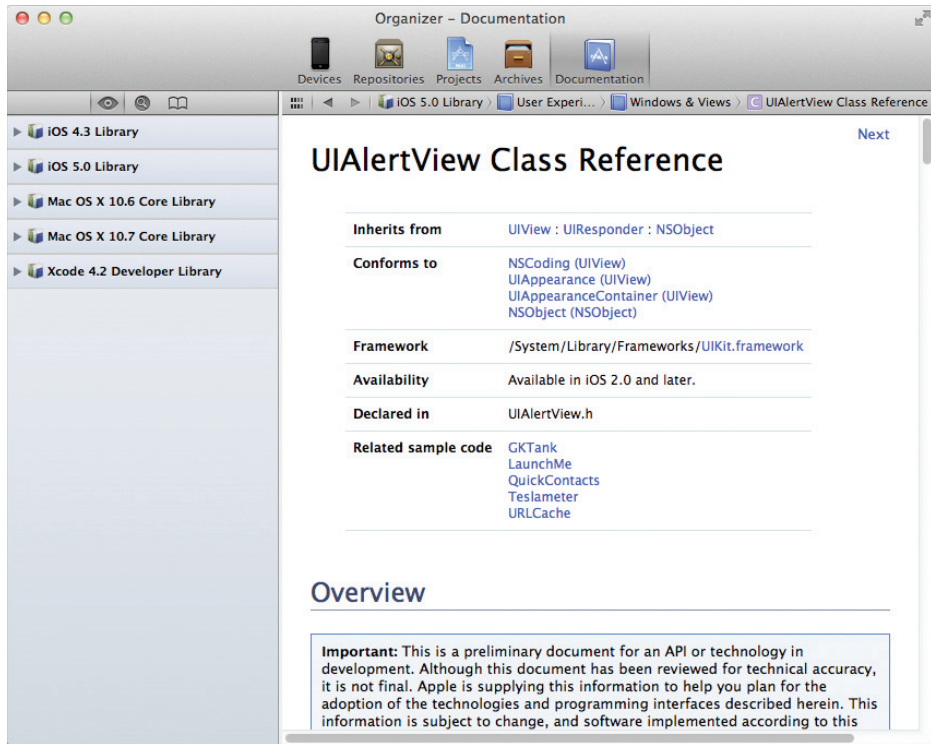 Organizer – Documentation
Devices Repositories Projects Archives Documentation
iOS 5.0 Library User Experi... Windows & Views C UIAlertView Class Reference
iOS 4.3 Library
iOS 5.0 Library
Mac OS X 10.6 Core Library
Mac OS X 10.7 Core Library
Xcode 4.2 Developer Library
Next
UIAlertView Class Reference
Inherits from UIView : UIResponder : NSObject
Conforms to NSCoding (UIView)
UIAppearance (UIView)
UIAppearanceContainer (UIView)
NSObject (NSObject)
Framework /System/Library/Frameworks/UIKit.framework
Availability Available in iOS 2.0 and later.
Declared in UIAlertView.h
Related sample code GKTank
LaunchMe
QuickContacts
Teslameter
URLCache
Overview
Important: This is a preliminary document for an API or technology in
development. Although this document has been reviewed for technical accuracy,
it is not final. Apple is supplying this information to help you plan for the
adoption of the technologies and programming interfaces described herein. This
information is subject to change, and software implemented according to this